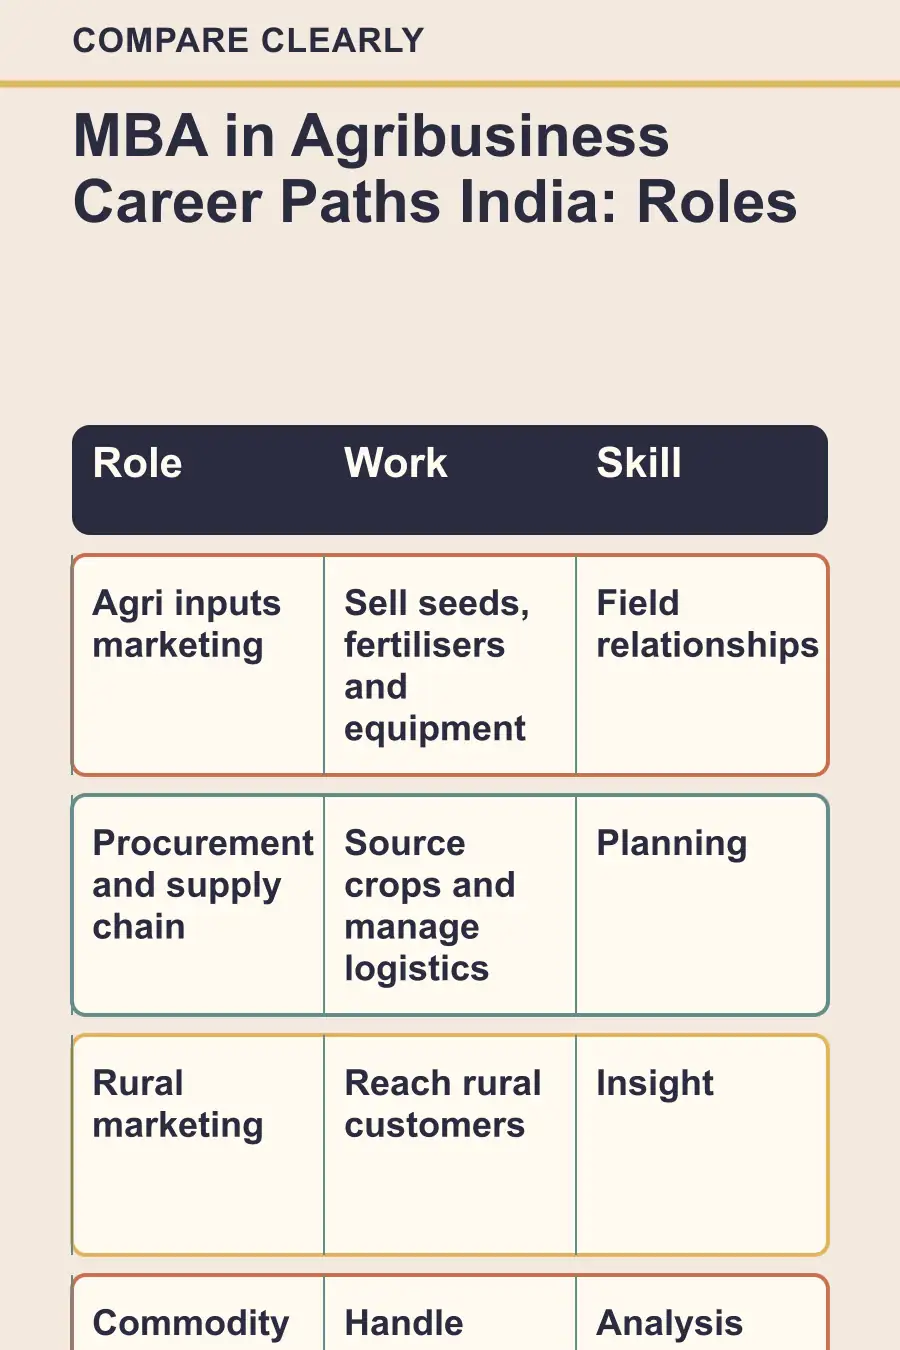 COMPARE CLEARLY
MBA in Agribusiness
Career Paths India: Roles
Role Work Skill
Agri inputs
marketing
Sell seeds,
fertilisers
and
equipment
Field
relationships
Procurement
and supply
chain
Source
crops and
manage
logistics
Planning
Rural
marketing
Reach rural
customers
Insight
Commodity
Handle
Analysis